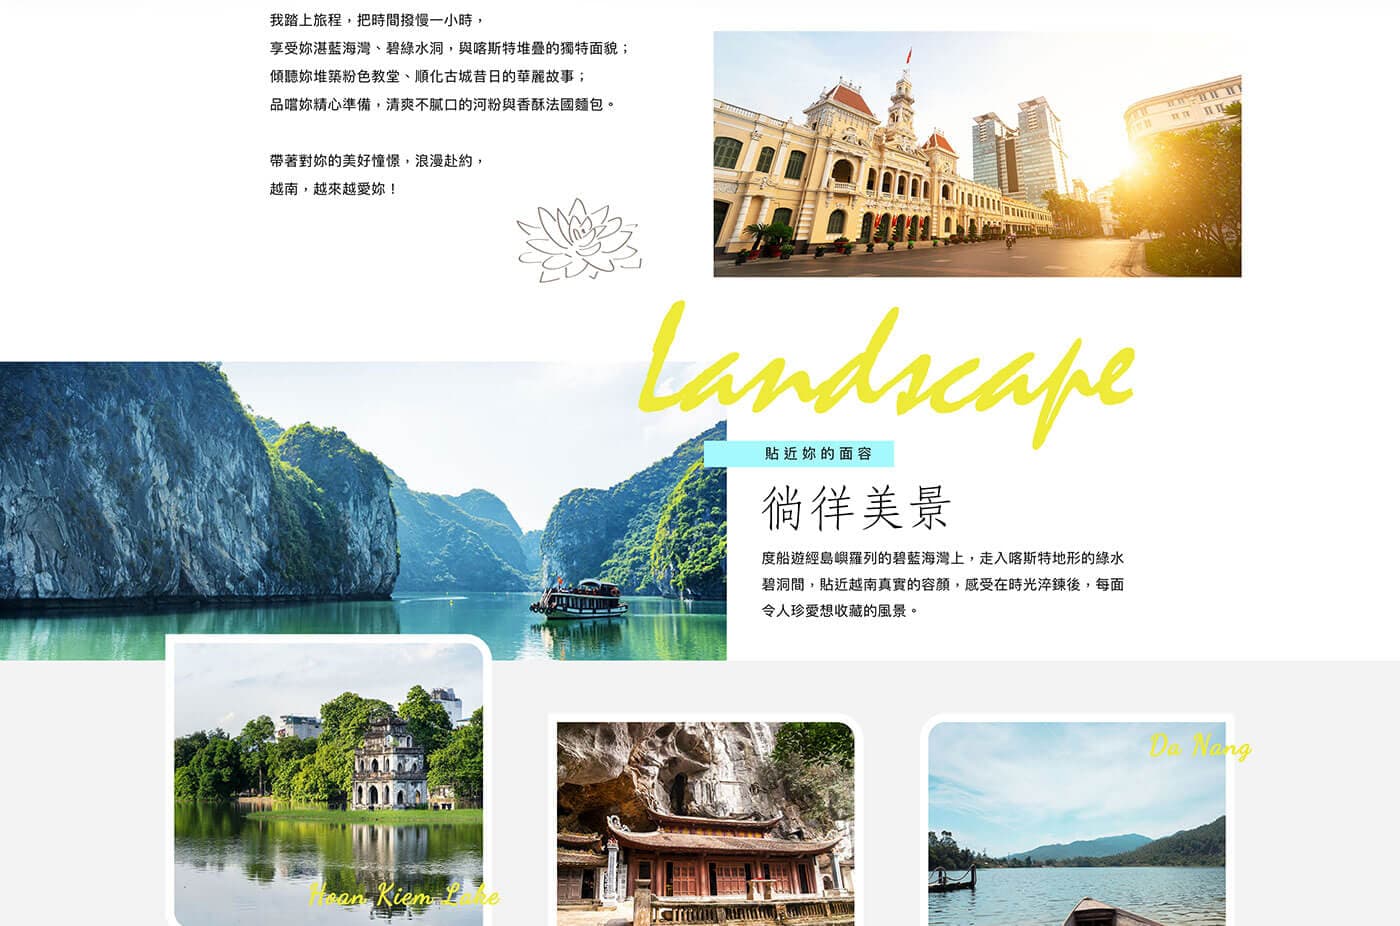 我踏上旅程，把時間撥慢一小時，
享受妳湛藍海灣、碧綠水洞，與喀斯特堆疊的獨特面貌；
傾聽妳堆築粉色教堂、順化古城昔日的華麗故事；
品嚐妳精心準備，清爽不膩口的河粉與香酥法國麵包。
帶著對妳的美好憧憬，浪漫赴約，
越南，越來越愛妳！
Landscape
貼近妳的面容
徜徉美景
度船遊經島嶼羅列的碧藍海灣上，走入喀斯特地形的綠水
碧洞間，貼近越南真實的容顏，感受在時光淬鍊後，每面
令人珍愛想收藏的風景。
Da Nang
Hoan Kiem Lake